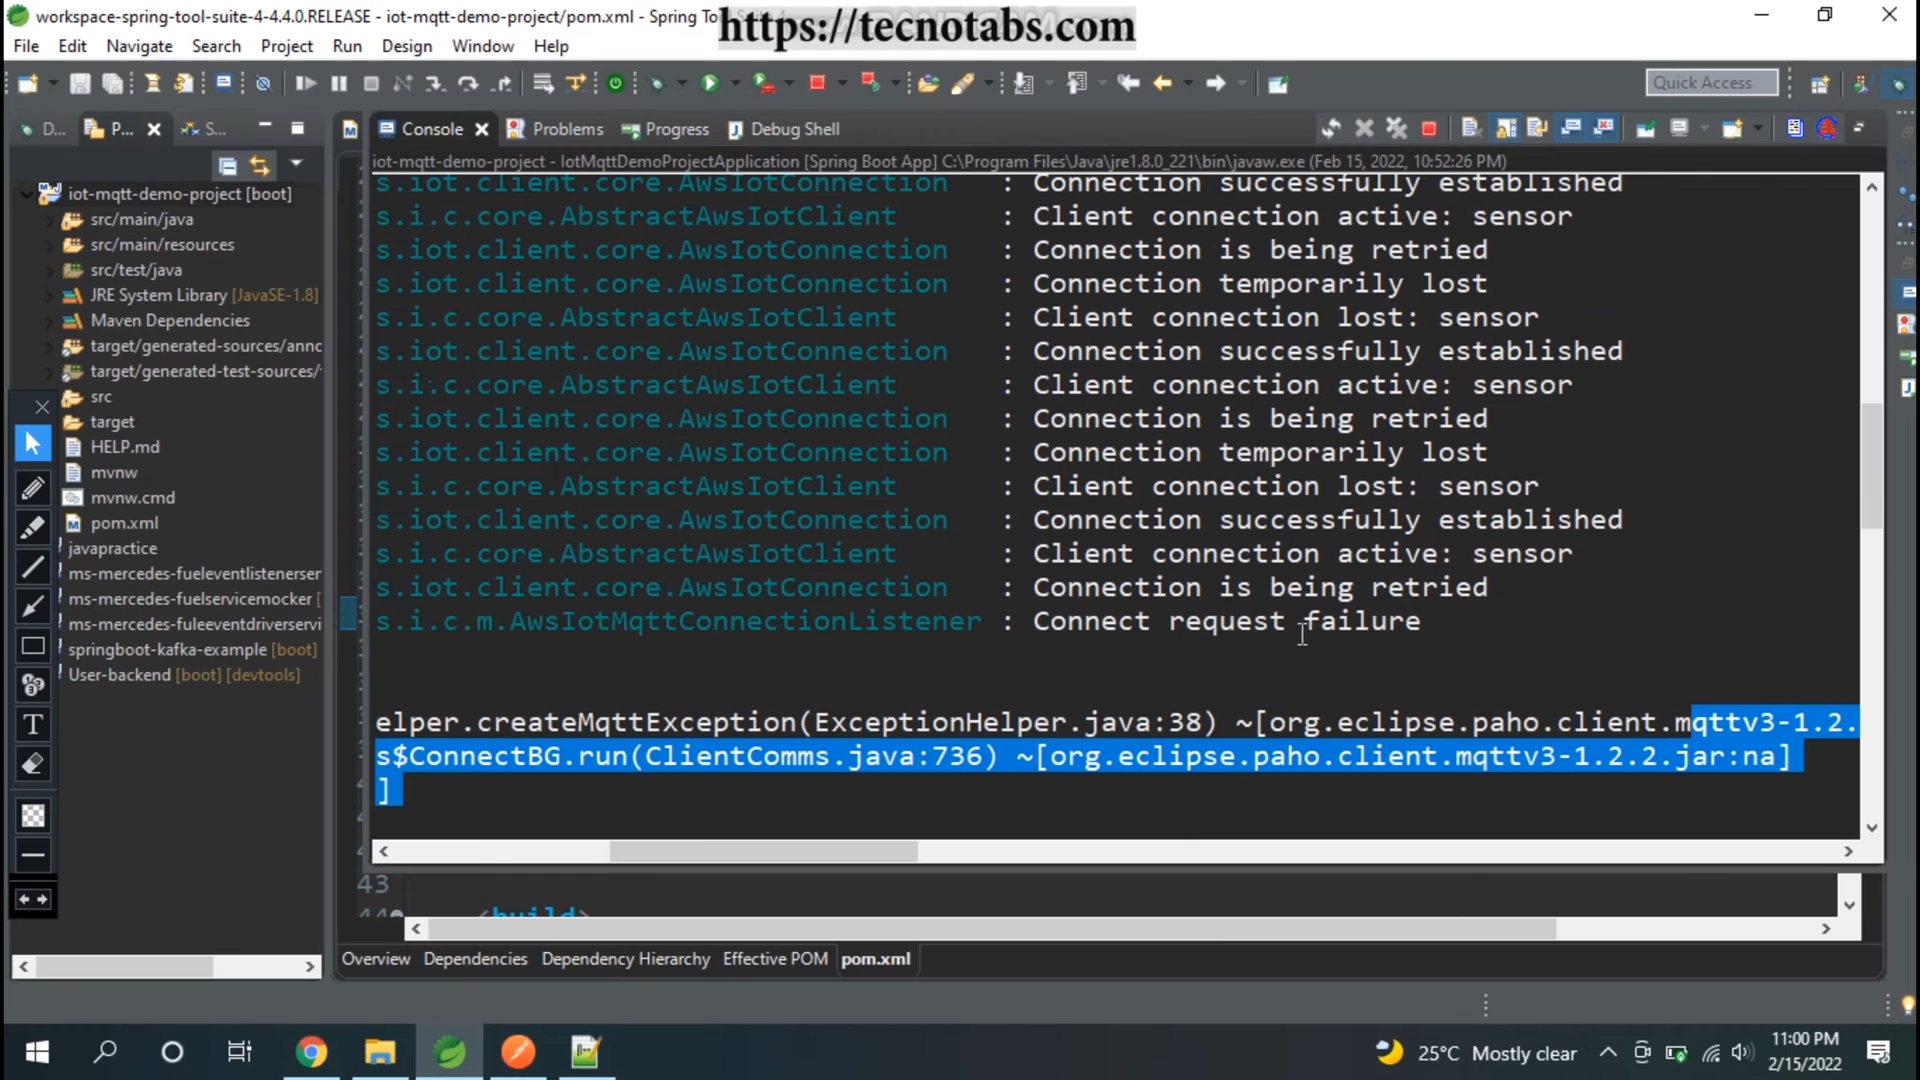 workspace-spring-tool-suite-4-4.4.0.RELEASE - iot-mqtt-demo-project/pom.xml - Spring To
https://tecnotabs.com
File Edit Navigate Search Project Run Design Window Help
Quick Access
D... P... S...
Console Problems Progress Debug Shell
iot-mqtt-demo-project - IotMqttDemoProjectApplication [Spring Boot App] C:\Program Files\Java\jre1.8.0_221\bin\javaw.exe (Feb 15, 2022, 10:52:26 PM)
iot-mqtt-demo-project [boot]
src/main/java
src/main/resources
src/test/java
JRE System Library [JavaSE-1.8]
Maven Dependencies
target/generated-sources/anno
target/generated-test-sources/
src
target
HELP.md
mvnw
mvnw.cmd
pom.xml
javapractice
ms-mercedes-fueleventlistenerser
ms-mercedes-fuelservicemocker [
ms-mercedes-fuleeventdriverservi
springboot-kafka-example [boot]
User-backend [boot] [devtools]
T
s.iot.client.core.AwsIotConnection : Connection successfully established
s.i.c.core.AbstractAwsIotClient : Client connection active: sensor
s.iot.client.core.AwsIotConnection : Connection is being retried
s.iot.client.core.AwsIotConnection : Connection temporarily lost
s.i.c.core.AbstractAwsIotClient : Client connection lost: sensor
s.iot.client.core.AwsIotConnection : Connection successfully established
s.i.c.core.AbstractAwsIotClient : Client connection active: sensor
s.iot.client.core.AwsIotConnection : Connection is being retried
s.iot.client.core.AwsIotConnection : Connection temporarily lost
s.i.c.core.AbstractAwsIotClient : Client connection lost: sensor
s.iot.client.core.AwsIotConnection : Connection successfully established
s.i.c.core.AbstractAwsIotClient : Client connection active: sensor
s.iot.client.core.AwsIotConnection : Connection is being retried
s.i.c.m.AwsIotMqttConnectionListener : Connect request failure
elper.createMqttException(ExceptionHelper.java:38) ~[org.eclipse.paho.client.mqttv3-1.2.
s$ConnectBG.run(ClientComms.java:736) ~[org.eclipse.paho.client.mqttv3-1.2.2.jar:na]
]
43
44 <build>
Overview Dependencies Dependency Hierarchy Effective POM pom.xml
25°C Mostly clear
11:00 PM
2/15/2022